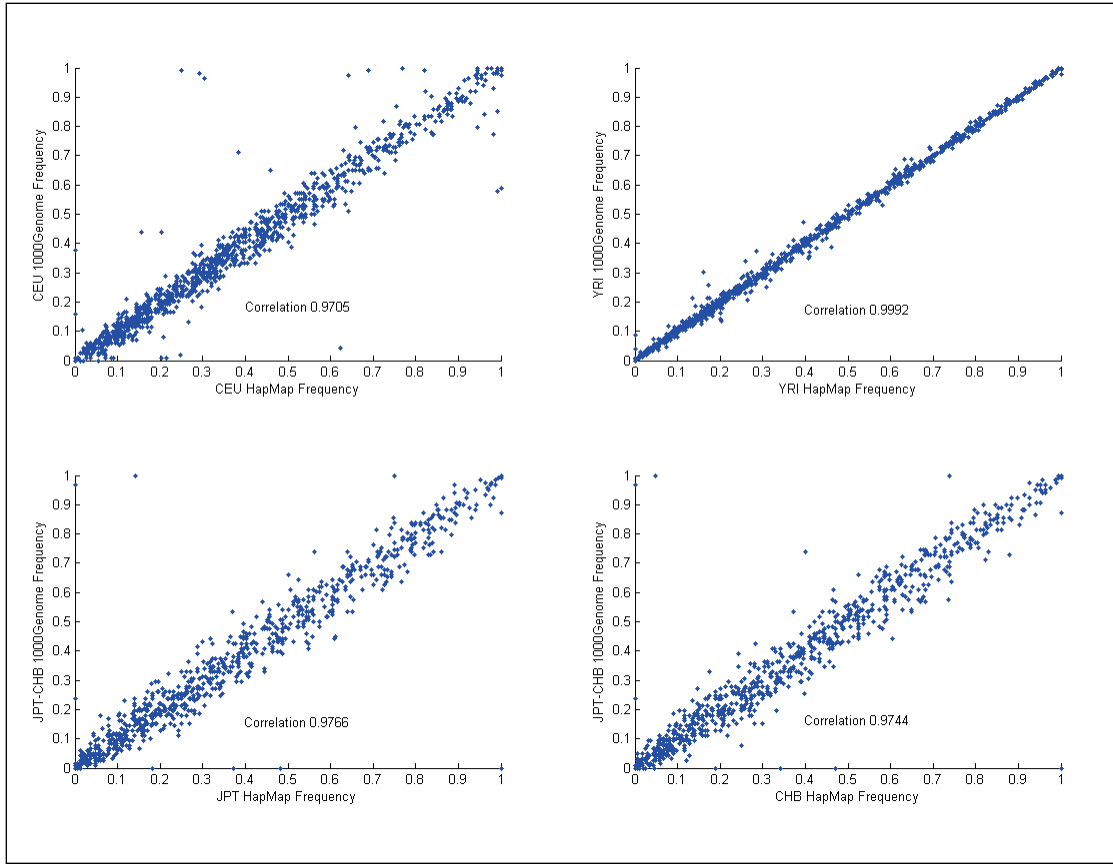 1
0.9
0.8
0.7
0.6
0.5
0.4
0.3
0.2
0.1
0
CEU 1000Genome Frequency
Correlation 0.9705
0 0.1 0.2 0.3 0.4 0.5 0.6 0.7 0.8 0.9 1
CEU HapMap Frequency
1
0.9
0.8
0.7
0.6
0.5
0.4
0.3
0.2
0.1
0
YRI 1000Genome Frequency
Correlation 0.9992
0 0.1 0.2 0.3 0.4 0.5 0.6 0.7 0.8 0.9 1
YRI HapMap Frequency
1
0.9
0.8
0.7
0.6
0.5
0.4
0.3
0.2
0.1
0
JPT-CHB 1000Genome Frequency
Correlation 0.9766
0 0.1 0.2 0.3 0.4 0.5 0.6 0.7 0.8 0.9 1
JPT HapMap Frequency
1
0.9
0.8
0.7
0.6
0.5
0.4
0.3
0.2
0.1
0
JPT-CHB 1000Genome Frequency
Correlation 0.9744
0 0.1 0.2 0.3 0.4 0.5 0.6 0.7 0.8 0.9 1
CHB HapMap Frequency